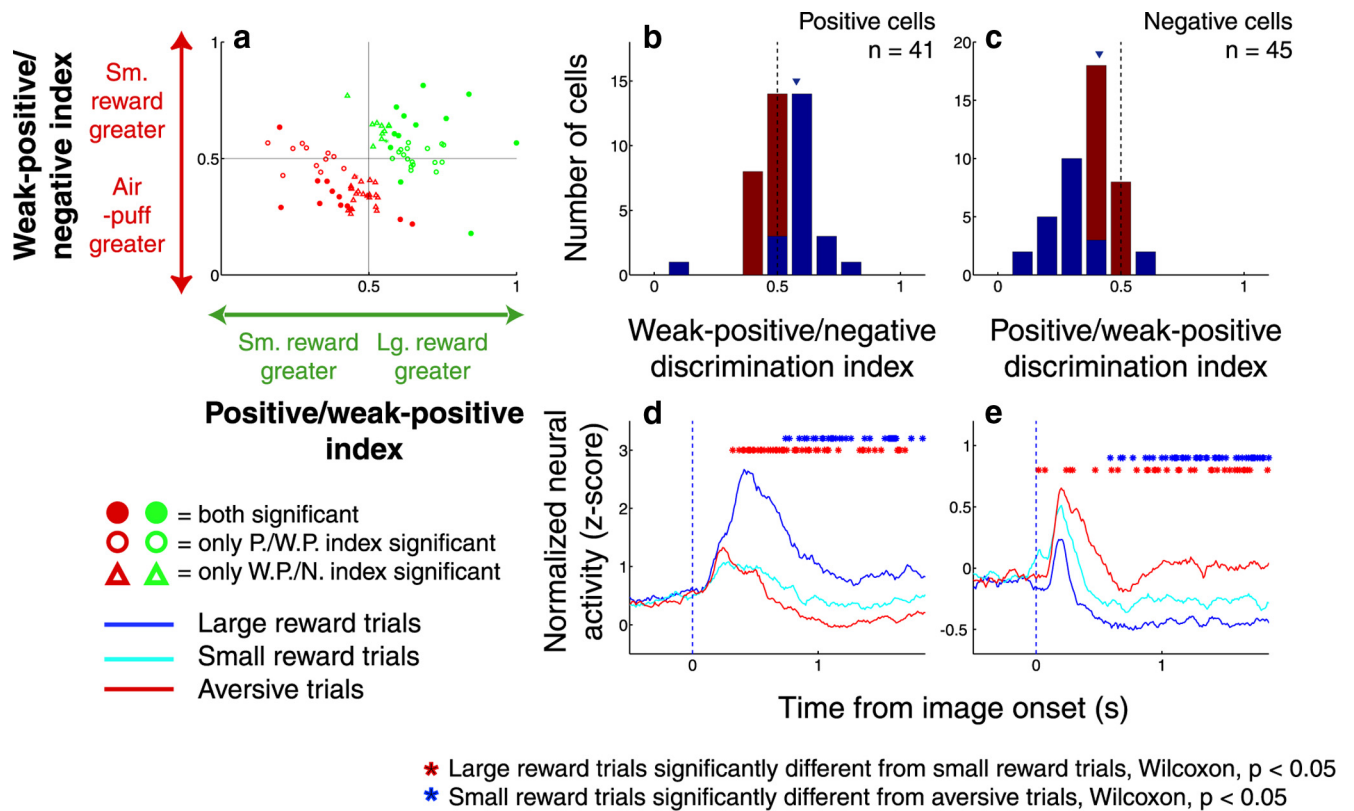 a
Weak-positive/
negative index
Sm.
reward
greater
Air
-puff
greater
1
0.5
0
0.5
1
Sm. reward
greater
Lg. reward
greater
Positive/weak-positive
index
b
Positive cells
n = 41
Number of cells
15
10
5
0
0
0.5
1
Weak-positive/negative
discrimination index
c
Negative cells
n = 45
20
15
10
5
0
0
0.5
1
Positive/weak-positive
discrimination index
= both significant
= only P./W.P. index significant
= only W.P./N. index significant
Large reward trials
Small reward trials
Aversive trials
d
Normalized neural
activity (z-score)
3
2
1
0
0
1
e
1
0.5
0
-0.5
0
1
Time from image onset (s)
* Large reward trials significantly different from small reward trials, Wilcoxon, p < 0.05
* Small reward trials significantly different from aversive trials, Wilcoxon, p < 0.05